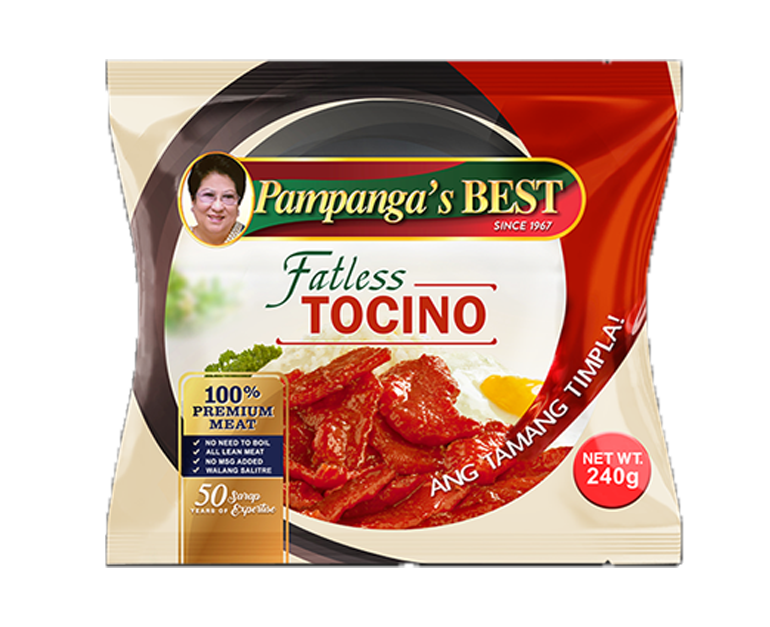 Pampanga's BEST
SINCE 1967
Fatless
TOCINO
100%
PREMIUM
MEAT
NO NEED TO BOIL
ALL LEAN MEAT
NO MSG ADDED
WALANG SALITRE
50 Sarap
YEARS OF Expertise
ANG TAMANG TIMPLA!
NET WT.
240g